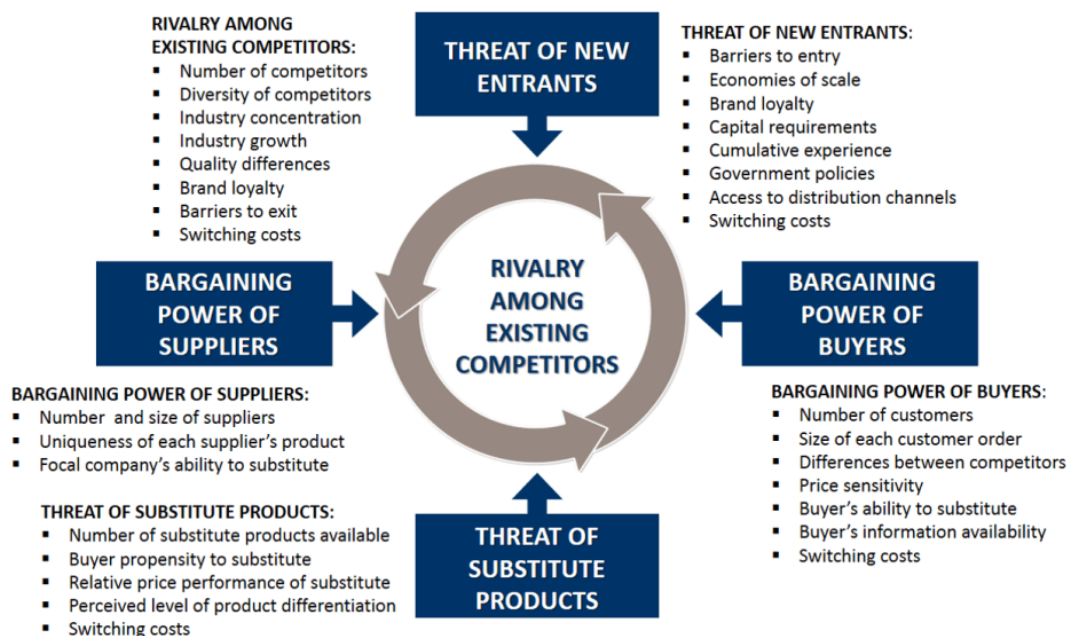 RIVALRY AMONG
EXISTING COMPETITORS:
▪ Number of competitors
▪ Diversity of competitors
▪ Industry concentration
▪ Industry growth
▪ Quality differences
▪ Brand loyalty
▪ Barriers to exit
▪ Switching costs
THREAT OF NEW
ENTRANTS
THREAT OF NEW ENTRANTS:
▪ Barriers to entry
▪ Economies of scale
▪ Brand loyalty
▪ Capital requirements
▪ Cumulative experience
▪ Government policies
▪ Access to distribution channels
▪ Switching costs
BARGAINING
POWER OF
SUPPLIERS
RIVALRY
AMONG
EXISTING
COMPETITORS
BARGAINING
POWER OF
BUYERS
BARGAINING POWER OF SUPPLIERS:
▪ Number and size of suppliers
▪ Uniqueness of each supplier's product
▪ Focal company's ability to substitute
BARGAINING POWER OF BUYERS:
▪ Number of customers
▪ Size of each customer order
▪ Differences between competitors
▪ Price sensitivity
▪ Buyer's ability to substitute
▪ Buyer's information availability
▪ Switching costs
THREAT OF SUBSTITUTE PRODUCTS:
▪ Number of substitute products available
▪ Buyer propensity to substitute
▪ Relative price performance of substitute
▪ Perceived level of product differentiation
▪ Switching costs
THREAT OF
SUBSTITUTE
PRODUCTS